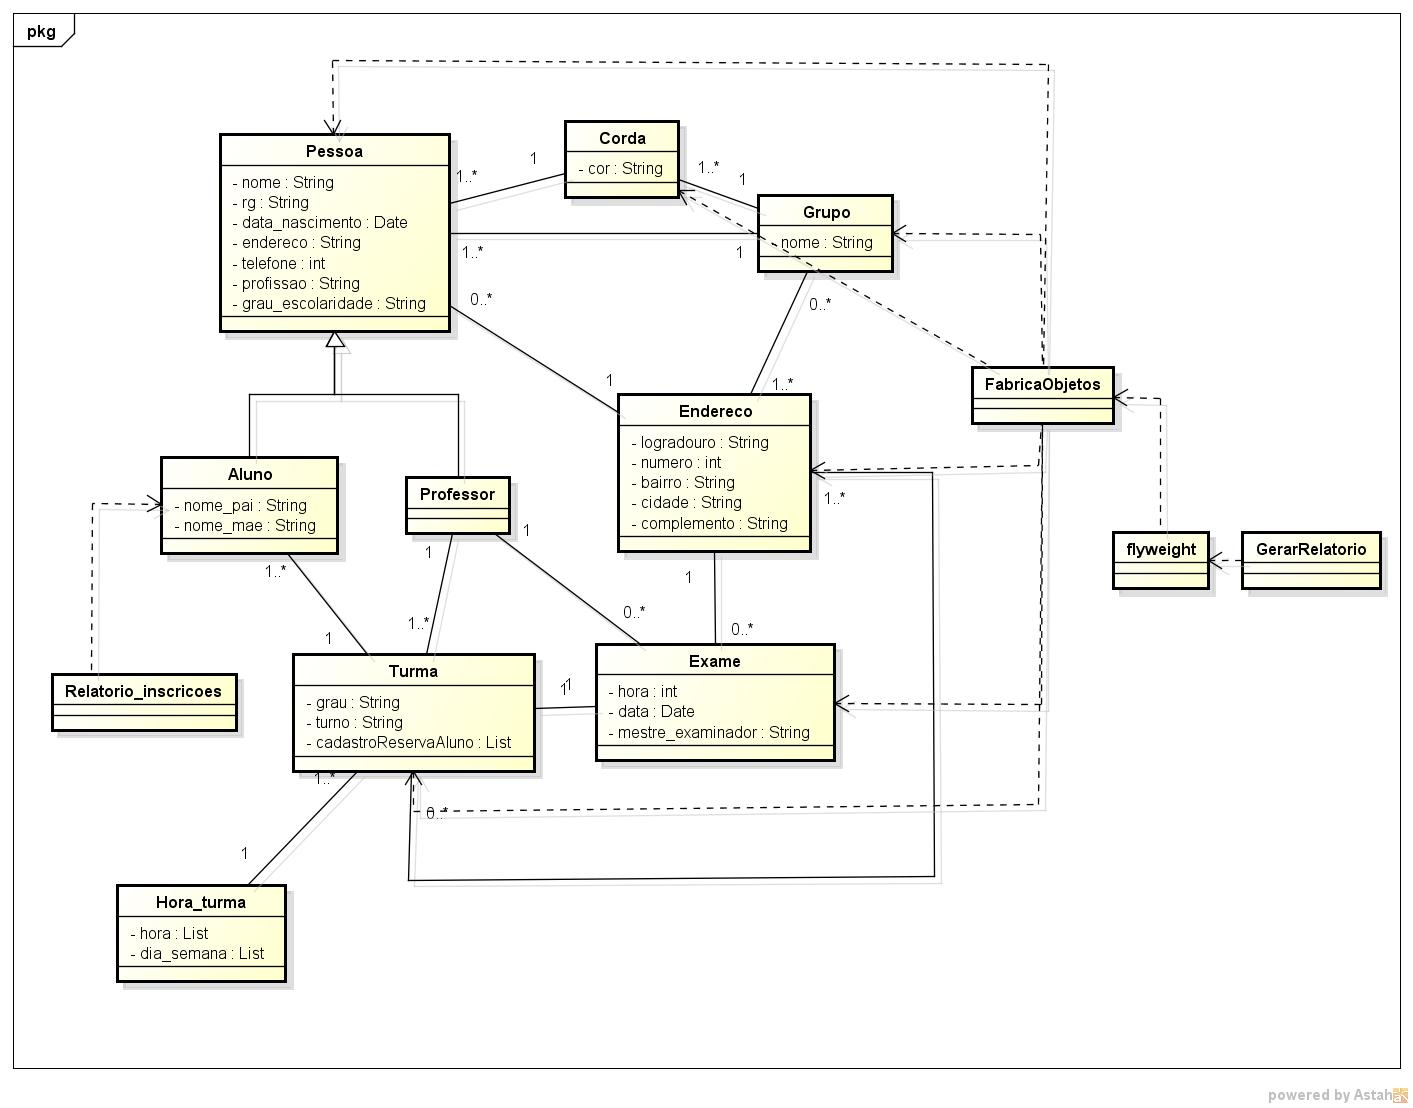 pkg
Pessoa
- nome : String
- rg : String
- data_nascimento : Date
- endereco : String
- telefone : int
- profissao : String
- grau_escolaridade : String
1..*
1
Corda
- cor : String
1..*
1
Grupo
nome : String
1..*
1
0..*
1
0..*
1..*
Endereco
- logradouro : String
- numero : int
- bairro : String
- cidade : String
- complemento : String
1..*
FabricaObjetos
flyweight
GerarRelatorio
Aluno
- nome_pai : String
- nome_mae : String
Professor
1
1
1..*
1
1..*
0..*
1
0..*
Relatorio_inscricoes
Turma
- grau : String
- turno : String
- cadastroReservaAluno : List
1
1
Exame
- hora : int
- data : Date
- mestre_examinador : String
1..*
0..*
1
Hora_turma
- hora : List
- dia_semana : List
powered by Astah